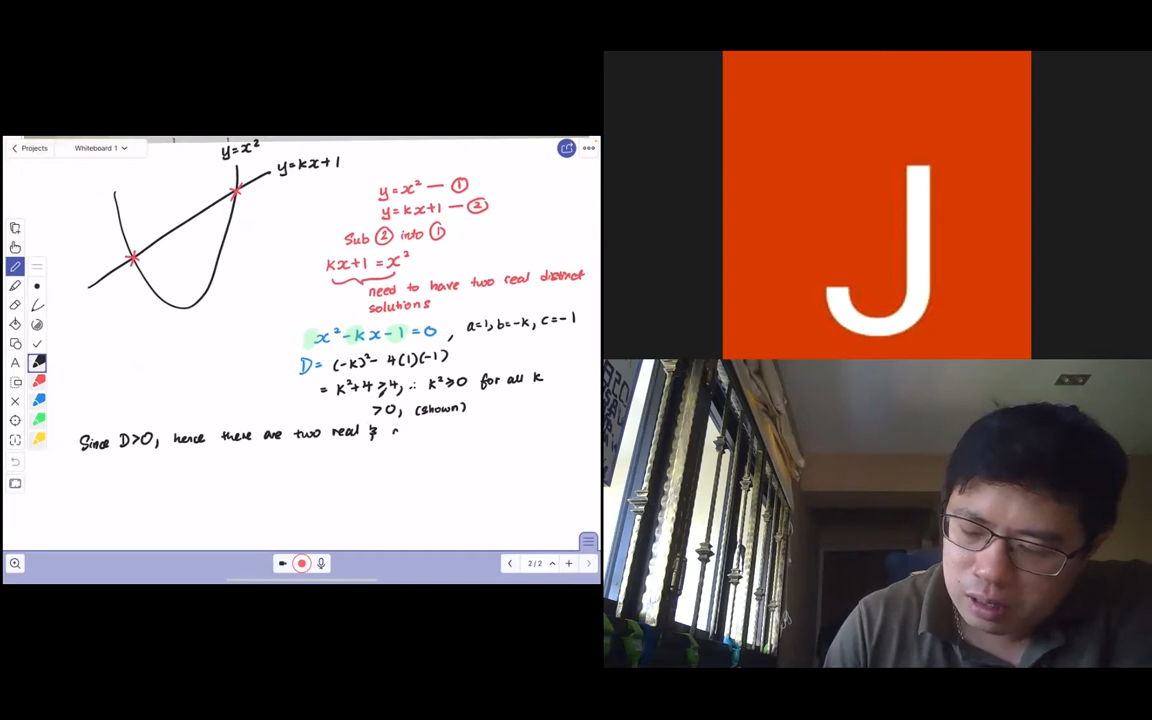 Projects
Whiteboard 1
y=x²
y=kx+1
y=x² — ①
y=kx+1 — ②
Sub ② into ①
kx+1 = x²
need to have two real distinct
solutions
x²-kx-1=0 , a=1, b=-k, c=-1
D= (-k)²- 4(1)(-1)
= k²+4 ≥4, ∵ k²≥0 for all k
>0, (shown)
Since D>0, hence there are two real &
2/2
A
J